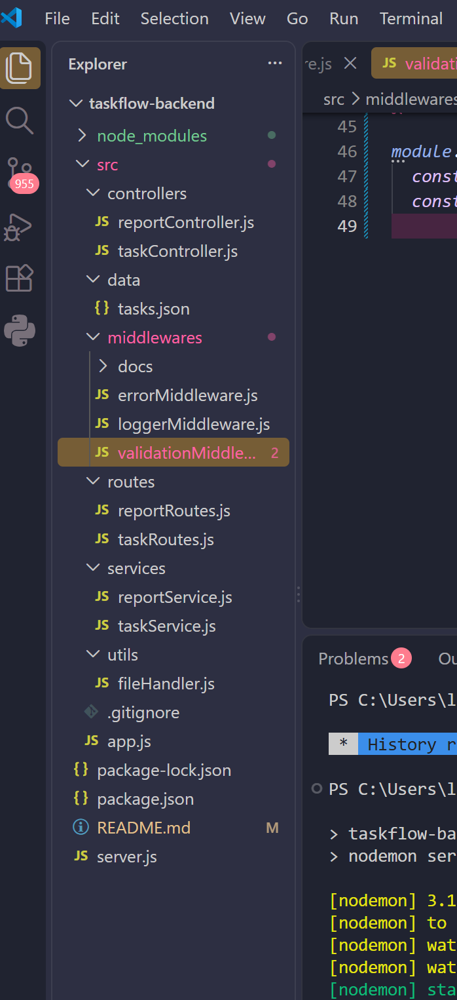 File Edit Selection View Go Run Terminal
Explorer ···
re.js JS validati
src > middlewares
taskflow-backend
node_modules
src
controllers
JS reportController.js
JS taskController.js
data
{} tasks.json
middlewares
docs
JS errorMiddleware.js
JS loggerMiddleware.js
JS validationMiddle... 2
routes
JS reportRoutes.js
JS taskRoutes.js
services
JS reportService.js
JS taskService.js
utils
JS fileHandler.js
.gitignore
JS app.js
{} package-lock.json
{} package.json
README.md M
JS server.js
955
45
46 module.
47 const
48 const
49
Problems 2 Ou
PS C:\Users\l
* History r
PS C:\Users\l
> taskflow-ba
> nodemon ser
[nodemon] 3.1
[nodemon] to
[nodemon] wat
[nodemon] wat
[nodemon] sta